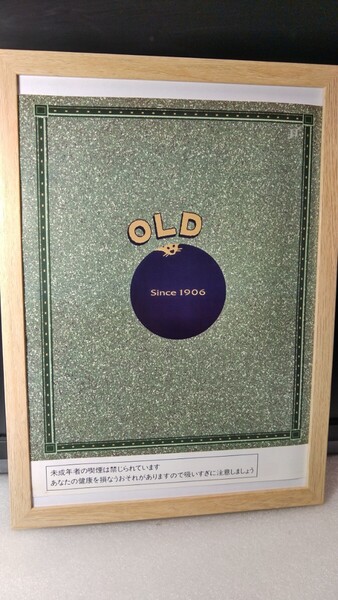 OLD
Since 1906
未成年者の喫煙は禁じられています
あなたの健康を損なうおそれがありますので吸いすぎに注意しましょう